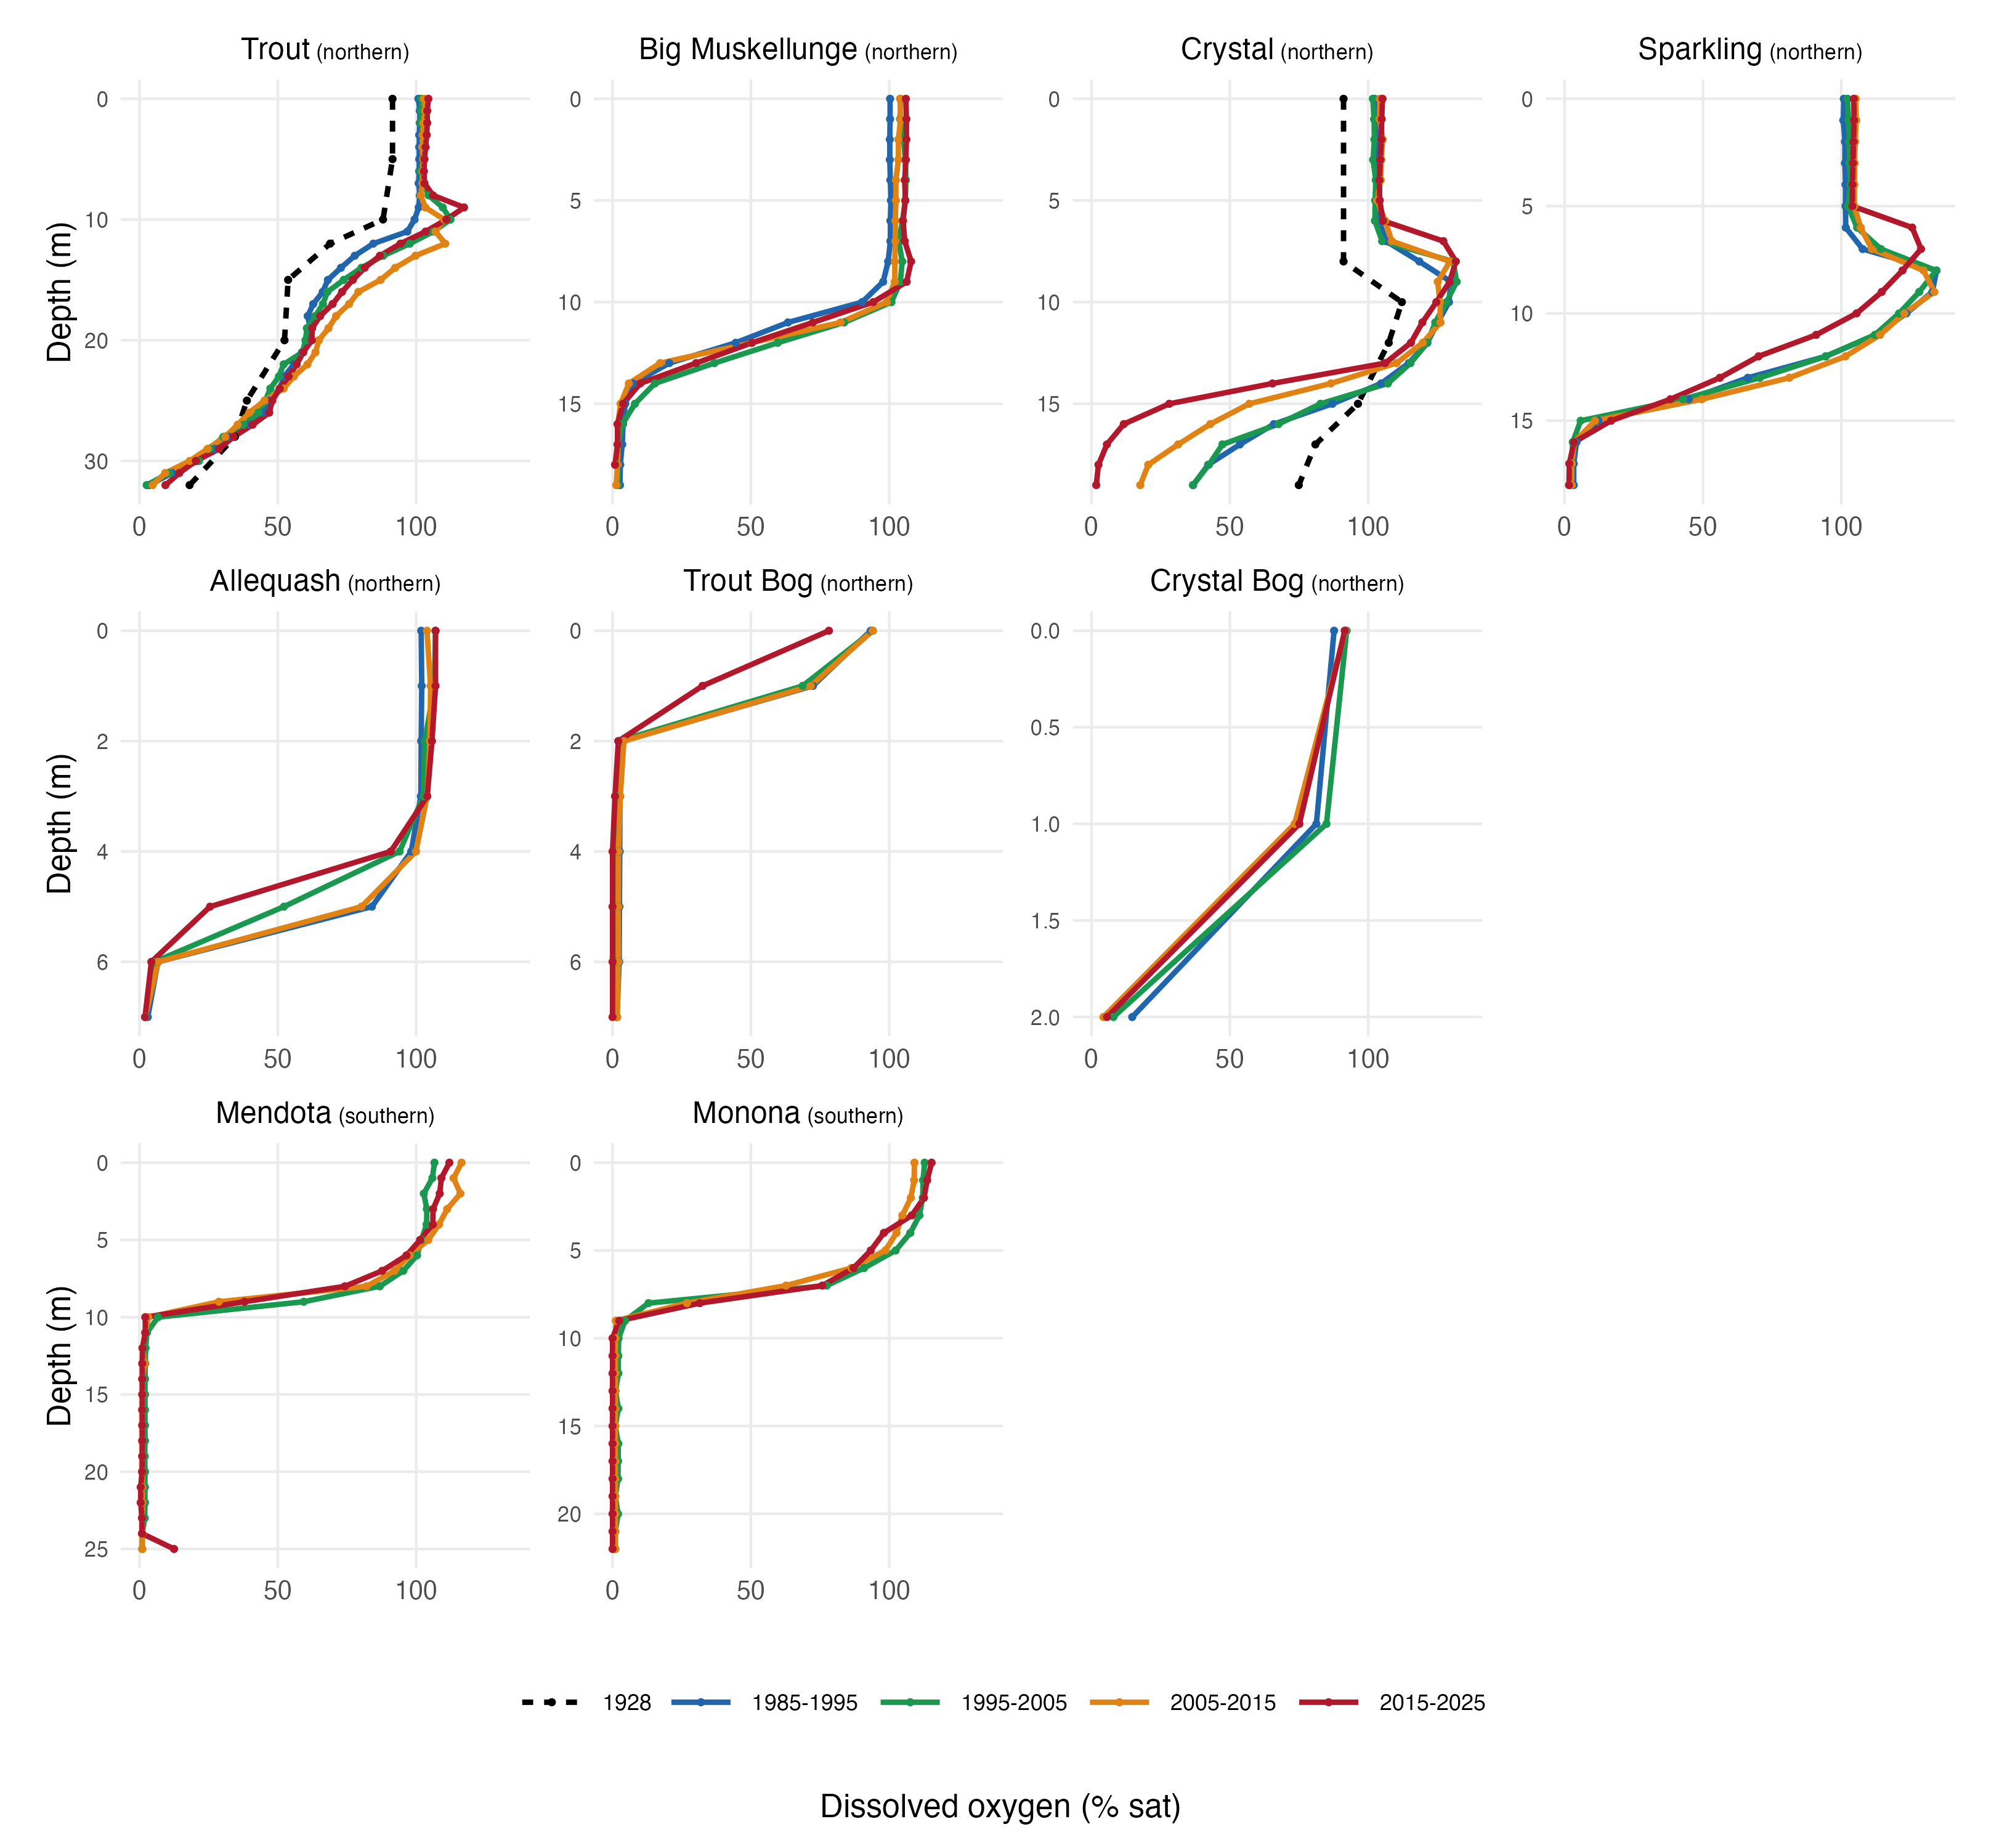 Trout (northern)
Big Muskellunge (northern)
Crystal (northern)
Sparkling (northern)
Depth (m)
0
10
20
30
0 50 100
0
5
10
15
0 50 100
0
5
10
15
0 50 100
0
5
10
15
0 50 100
Allequash (northern)
Trout Bog (northern)
Crystal Bog (northern)
Depth (m)
0
2
4
6
0 50 100
0
2
4
6
0 50 100
0.0
0.5
1.0
1.5
2.0
0 50 100
Mendota (southern)
Monona (southern)
Depth (m)
0
5
10
15
20
25
0 50 100
0
5
10
15
20
0 50 100
1928 1985-1995 1995-2005 2005-2015 2015-2025
Dissolved oxygen (% sat)